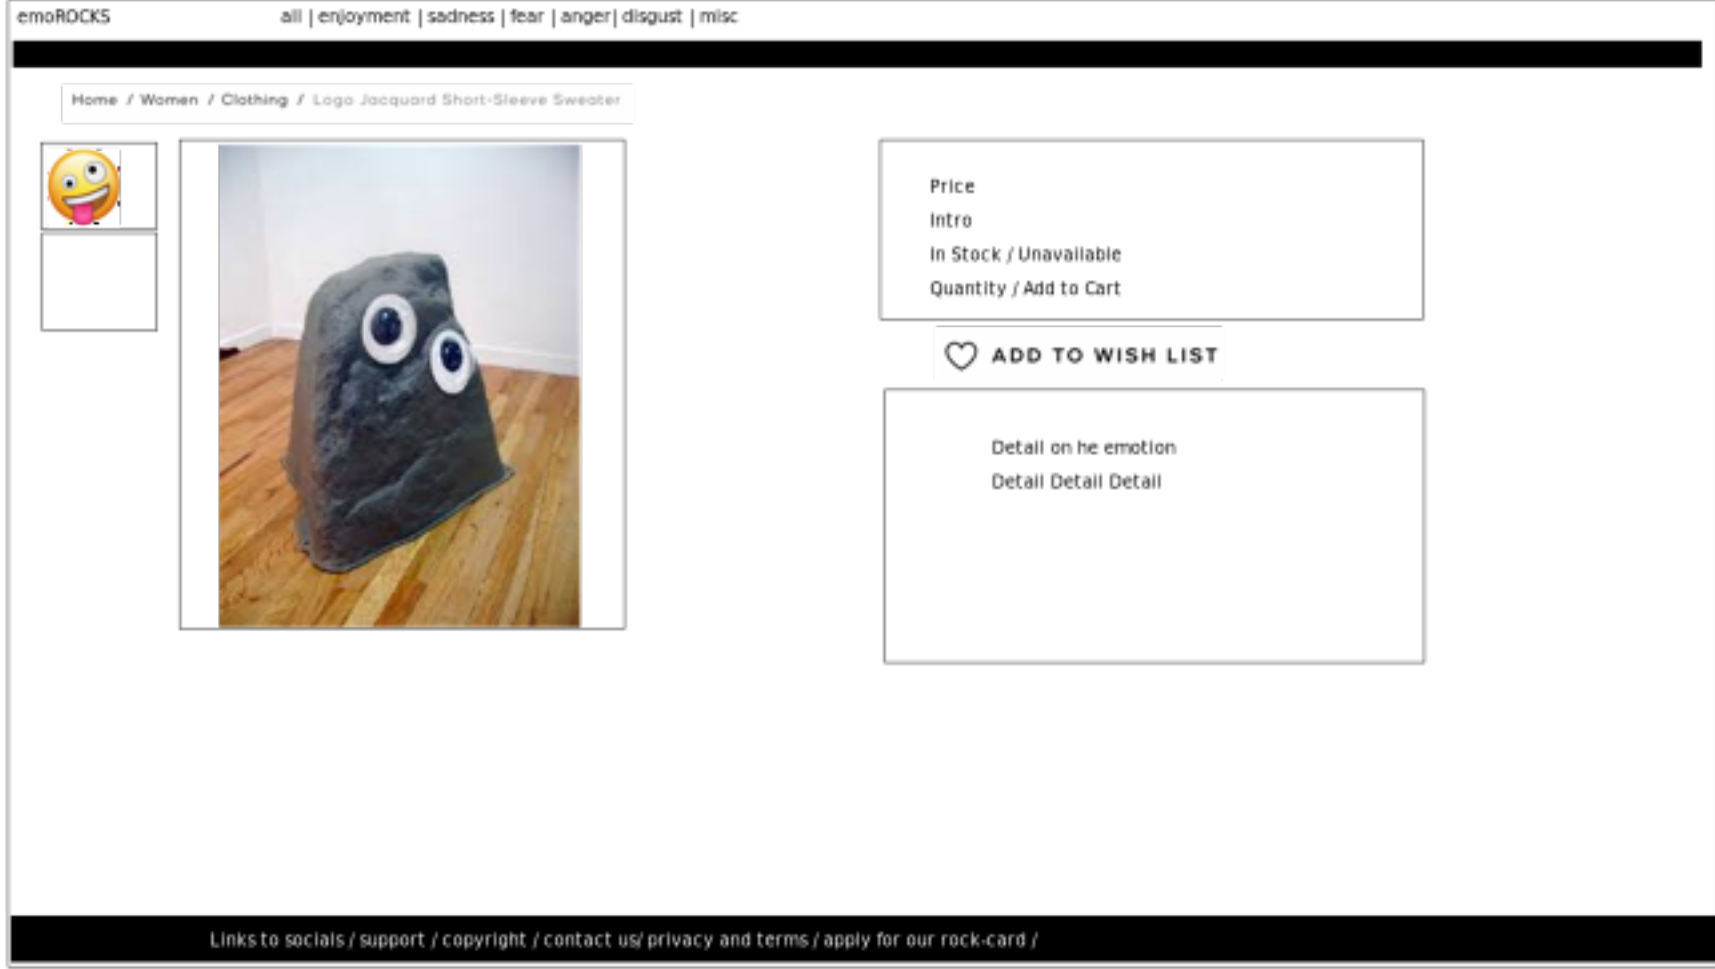 emoROCKS
all | enjoyment | sadness | fear | anger| disgust | misc
Home / Women / Clothing / Logo Jacquard Short-Sleeve Sweater
Price
Intro
In Stock / Unavailable
Quantity / Add to Cart
ADD TO WISH LIST
Detail on he emotion
Detail Detail Detail
Links to socials / support / copyright / contact us/ privacy and terms / apply for our rock-card /